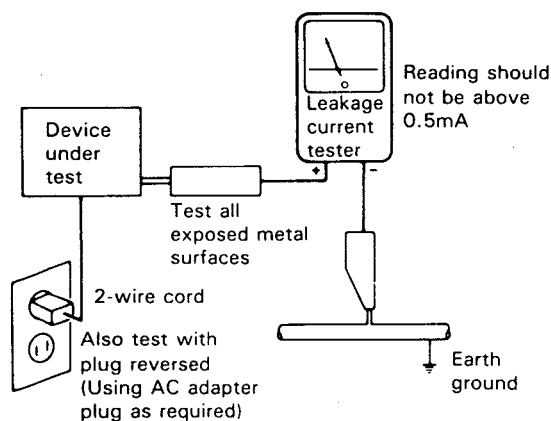 Device
under
test
Leakage
current
tester
+
-
Reading should
not be above
0.5mA
Test all
exposed metal
surfaces
2-wire cord
Also test with
plug reversed
(Using AC adapter
plug as required)
Earth
ground